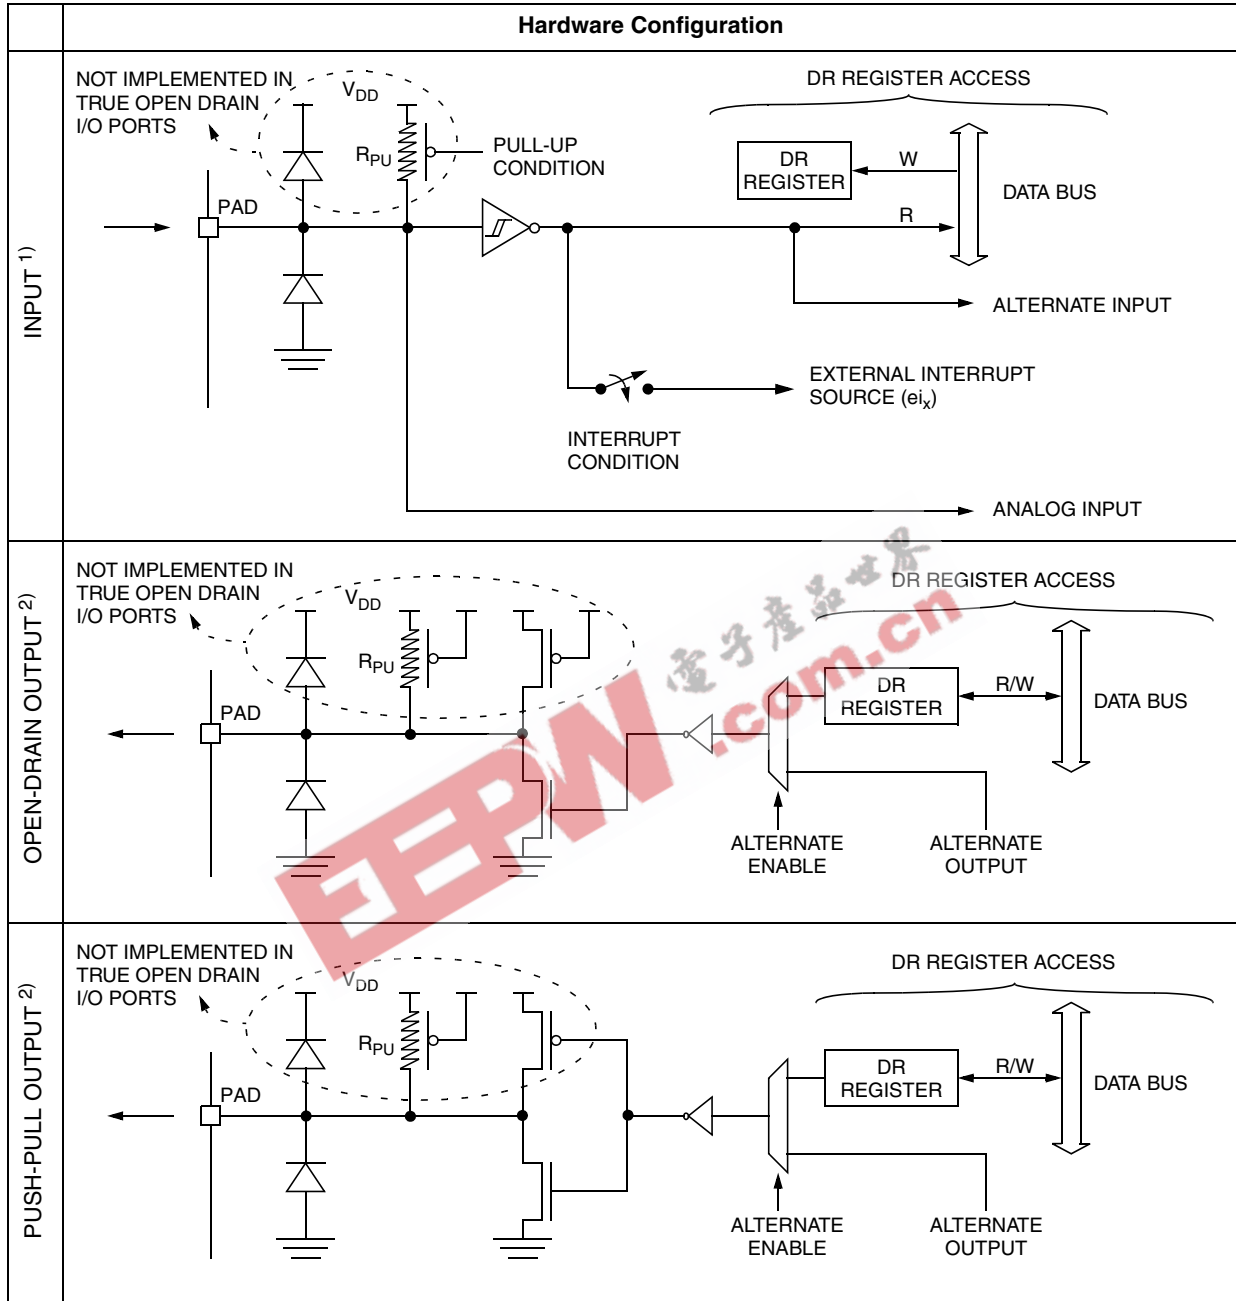 Hardware Configuration
INPUT 1)
NOT IMPLEMENTED IN
TRUE OPEN DRAIN
I/O PORTS
VDD
RPU
PULL-UP
CONDITION
PAD
DR REGISTER ACCESS
DR
REGISTER
W
R
DATA BUS
ALTERNATE INPUT
EXTERNAL INTERRUPT
SOURCE (eix)
INTERRUPT
CONDITION
ANALOG INPUT
OPEN-DRAIN OUTPUT 2)
NOT IMPLEMENTED IN
TRUE OPEN DRAIN
I/O PORTS
VDD
RPU
PAD
DR REGISTER ACCESS
DR
REGISTER
R/W
DATA BUS
ALTERNATE
ENABLE
ALTERNATE
OUTPUT
電子產品世界
EEPW.com.cn
PUSH-PULL OUTPUT 2)
NOT IMPLEMENTED IN
TRUE OPEN DRAIN
I/O PORTS
VDD
RPU
PAD
DR REGISTER ACCESS
DR
REGISTER
R/W
DATA BUS
ALTERNATE
ENABLE
ALTERNATE
OUTPUT